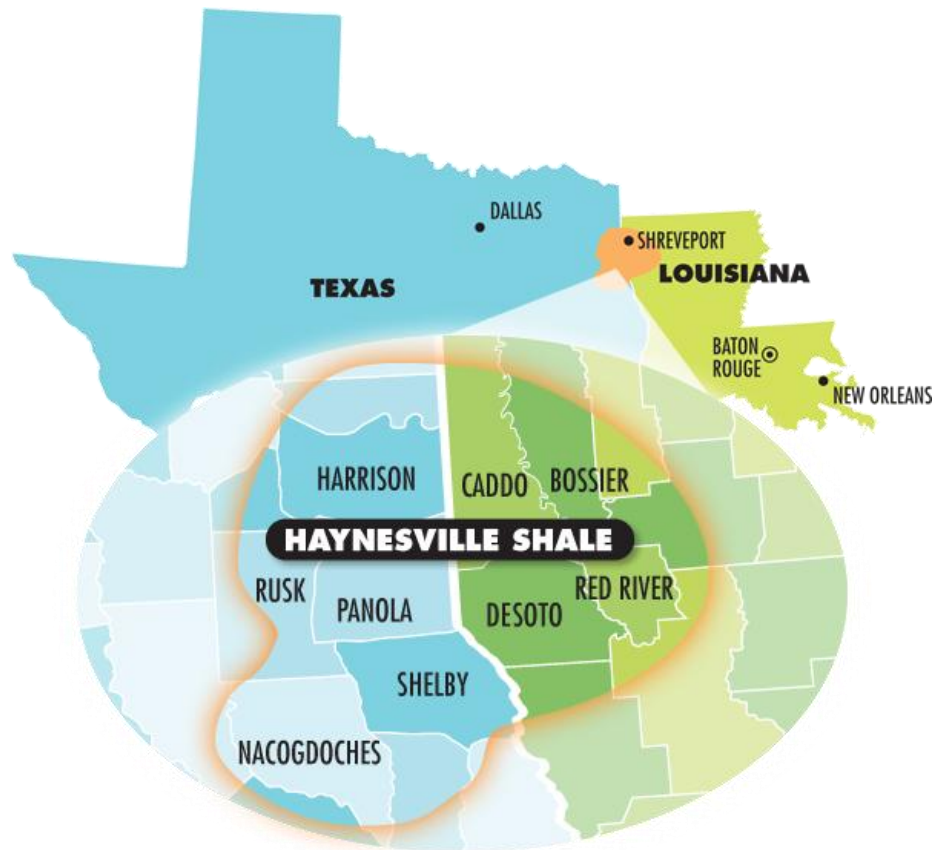 DALLAS
SHREVEPORT
TEXAS
LOUISIANA
BATON
ROUGE
NEW ORLEANS
HARRISON
CADDO
BOSSIER
HAYNESVILLE SHALE
RUSK
PANOLA
DESOTO
RED RIVER
SHELBY
NACOGDOCHES